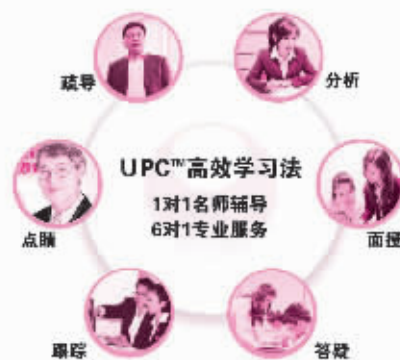 疏导
分析
UPC™高效学习法
1对1名师辅导
6对1专业服务
点睛
面授
跟踪
答疑